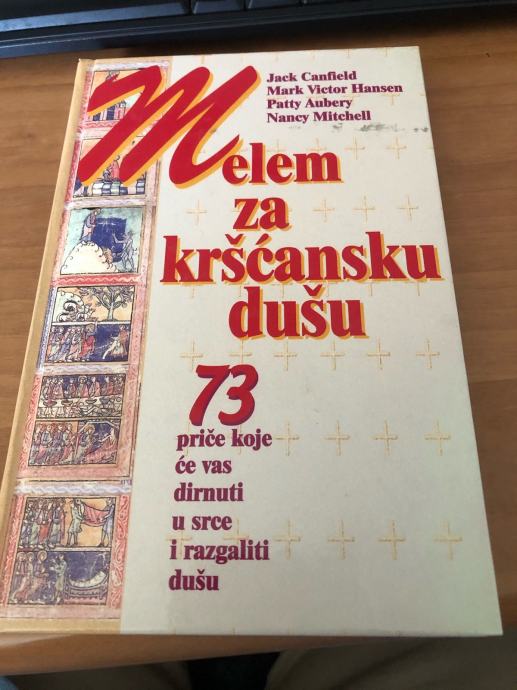 Jack Canfield
Mark Victor Hansen
Patty Aubery
Nancy Mitchell
Melem
za
kršćansku
dušu
73
priče koje
će vas
dirnuti
u srce
i razgaliti
dušu